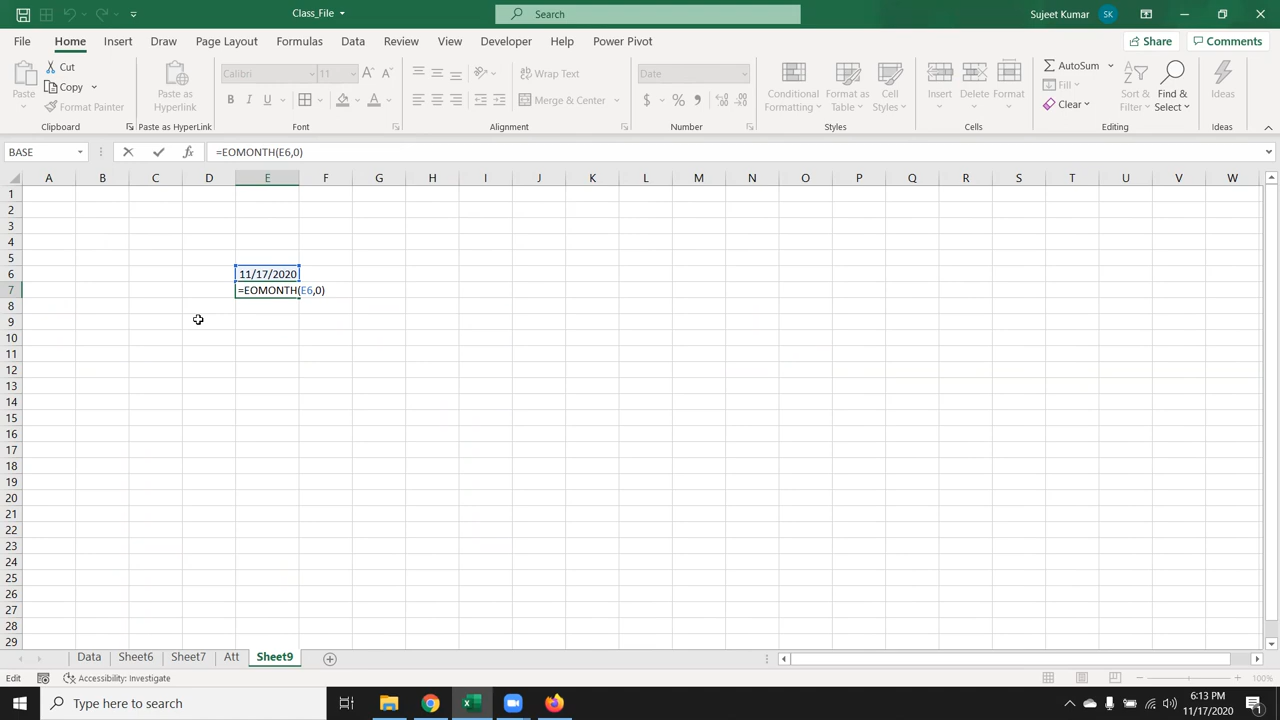 Class_File
Search
Sujeet Kumar
SK
File
Home
Insert
Draw
Page Layout
Formulas
Data
Review
View
Developer
Help
Power Pivot
Share
Comments
Paste
Cut
Copy
Format Painter
Clipboard
Paste as
Hyperlink
Paste as HyperLink
Calibri
11
B
I
U
Font
Wrap Text
Merge & Center
Alignment
Date
Number
Conditional
Formatting
Format as
Table
Cell
Styles
Styles
Insert
Delete
Format
Cells
AutoSum
Fill
Clear
Sort &
Filter
Find &
Select
Editing
Ideas
Ideas
BASE
fx
=EOMONTH(E6,0)
A B C D E F G H I J K L M N O P Q R S T U V W
1
2
3
4
5
6 11/17/2020
7 =EOMONTH(E6,0)
8
9
10
11
12
13
14
15
16
17
18
19
20
21
22
23
24
25
26
27
28
29
Data
Sheet6
Sheet7
Att
Sheet9
Edit
Accessibility: Investigate
100%
Type here to search
6:13 PM
11/17/2020